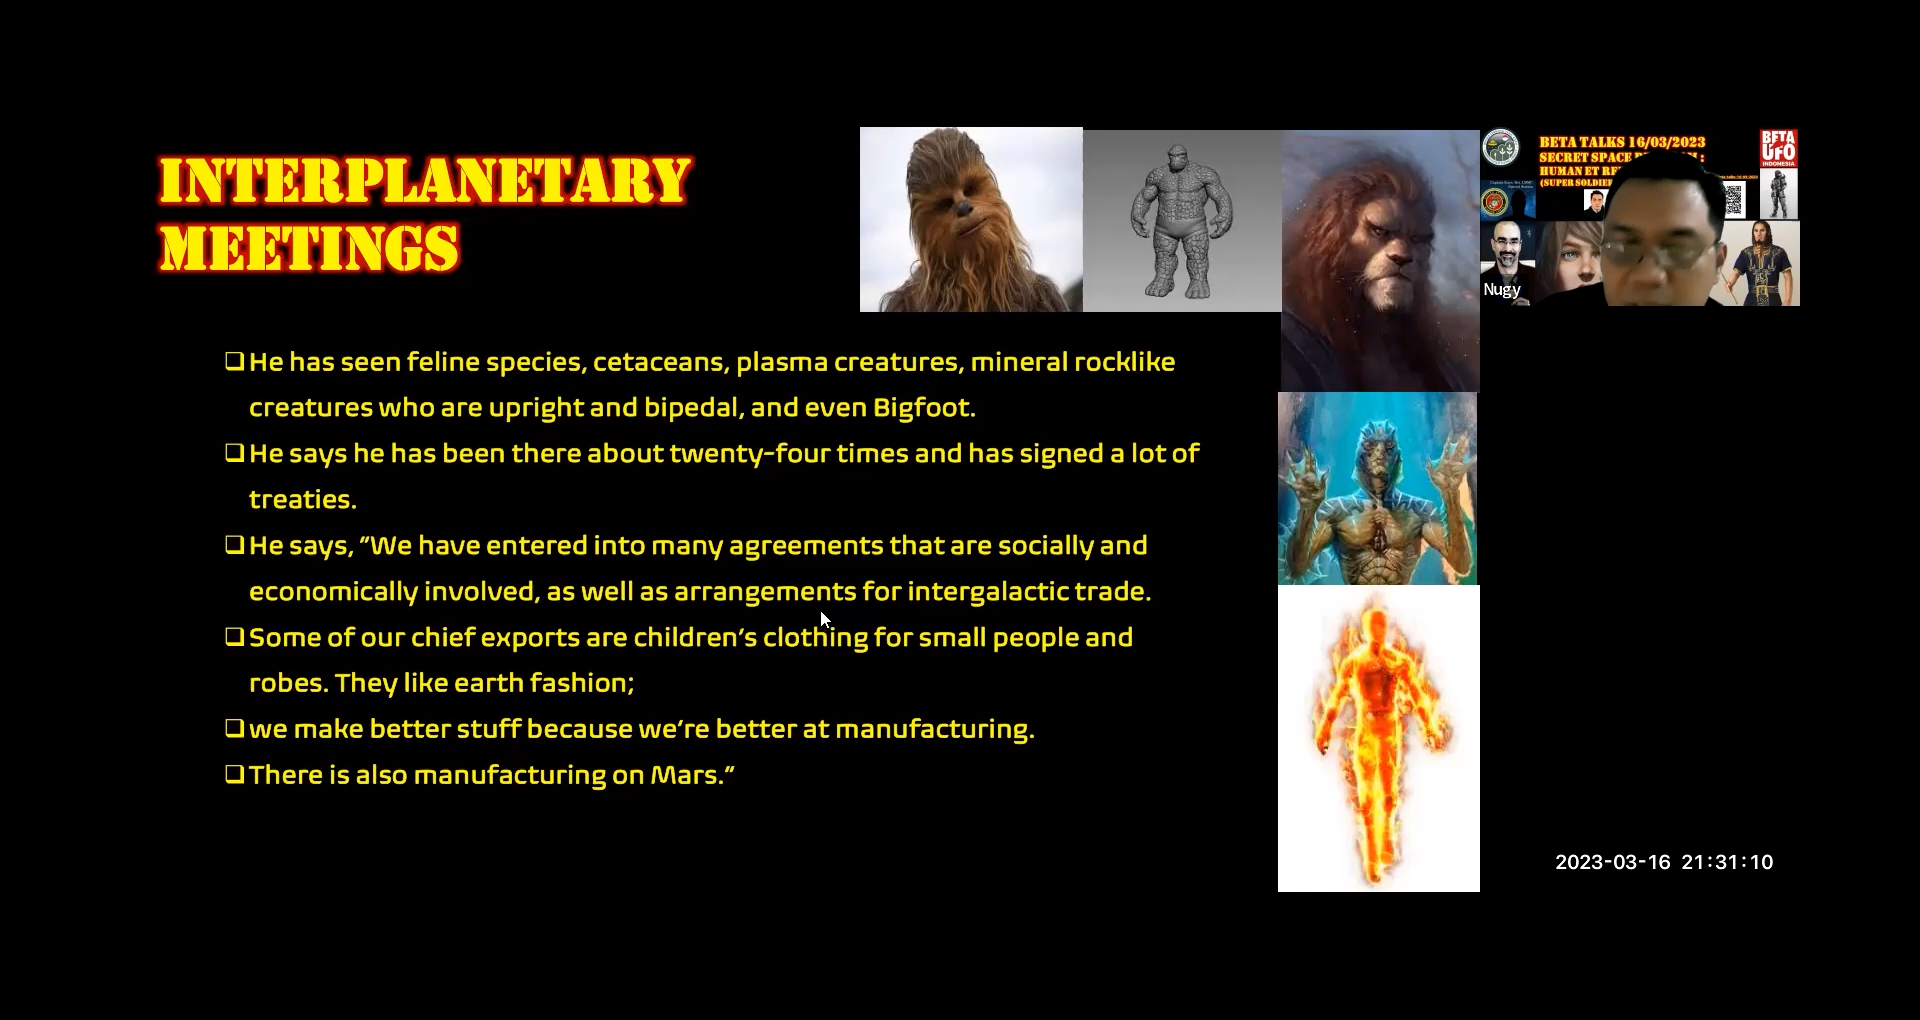 INTERPLANETARY
MEETINGS
BETA TALKS 16/03/2023
SECRET SPACE
HUMAN ET
(SUPER SOLDIER
BETA
UFO
INDONESIA
Nugy
❑He has seen feline species, cetaceans, plasma creatures, mineral rocklike
creatures who are upright and bipedal, and even Bigfoot.
❑He says he has been there about twenty-four times and has signed a lot of
treaties.
❑He says, “We have entered into many agreements that are socially and
economically involved, as well as arrangements for intergalactic trade.
❑Some of our chief exports are children’s clothing for small people and
robes. They like earth fashion;
❑we make better stuff because we’re better at manufacturing.
❑There is also manufacturing on Mars.”
2023-03-16 21:31:10